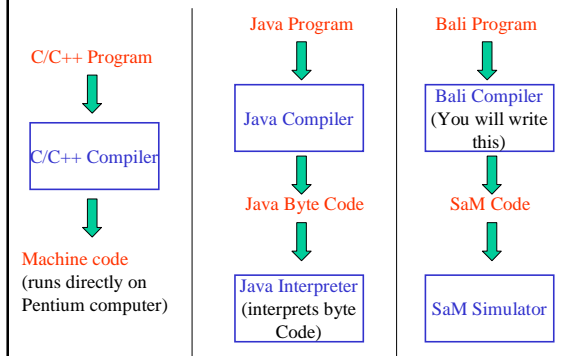 C/C++ Program
C/C++ Compiler
Machine code
(runs directly on
Pentium computer)
Java Program
Java Compiler
Java Byte Code
Java Interpreter
(interprets byte
Code)
Bali Program
Bali Compiler
(You will write
this)
SaM Code
SaM Simulator